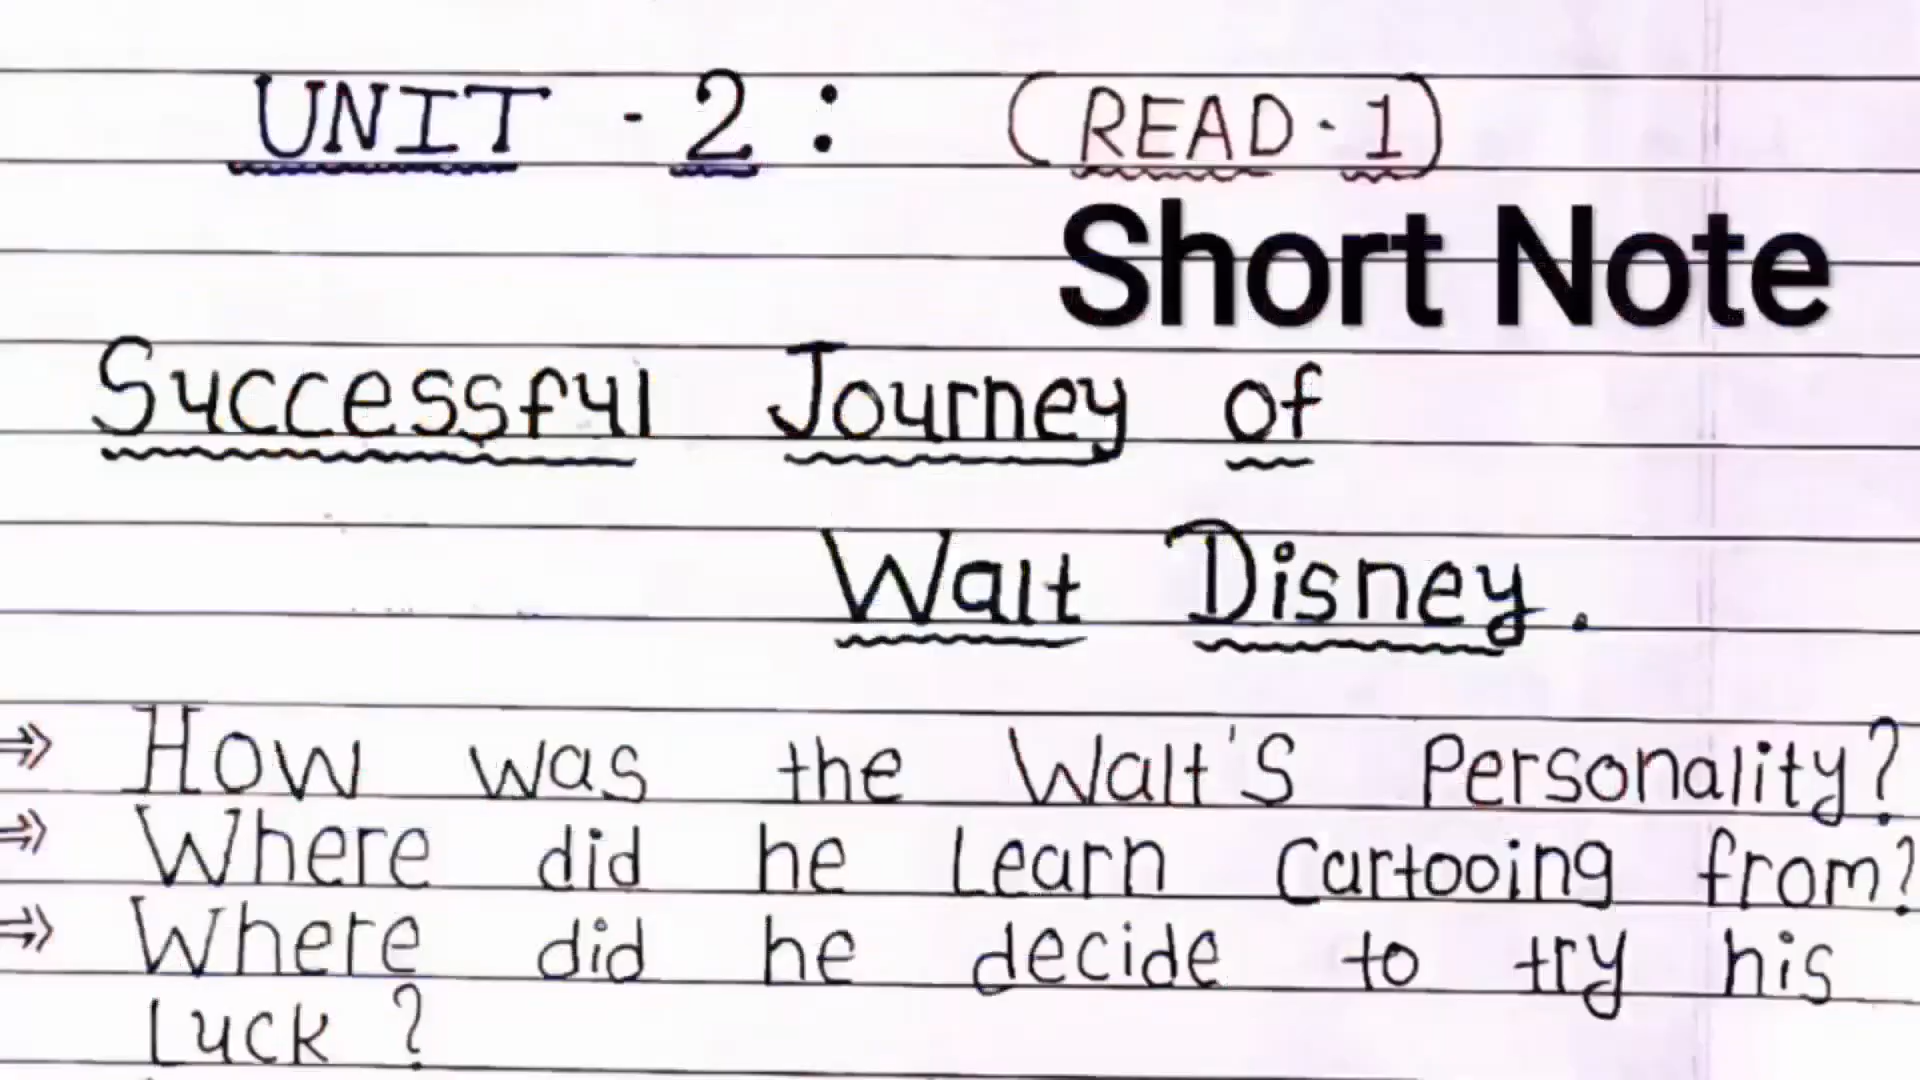 UNIT - 2 : (READ - 1)
Short Note
Successful Journey of
Walt Disney.
⇒ How was the Walt's Personality?
⇒ Where did he Learn Cartooing from?
⇒ Where did he decide to try his
Luck ?